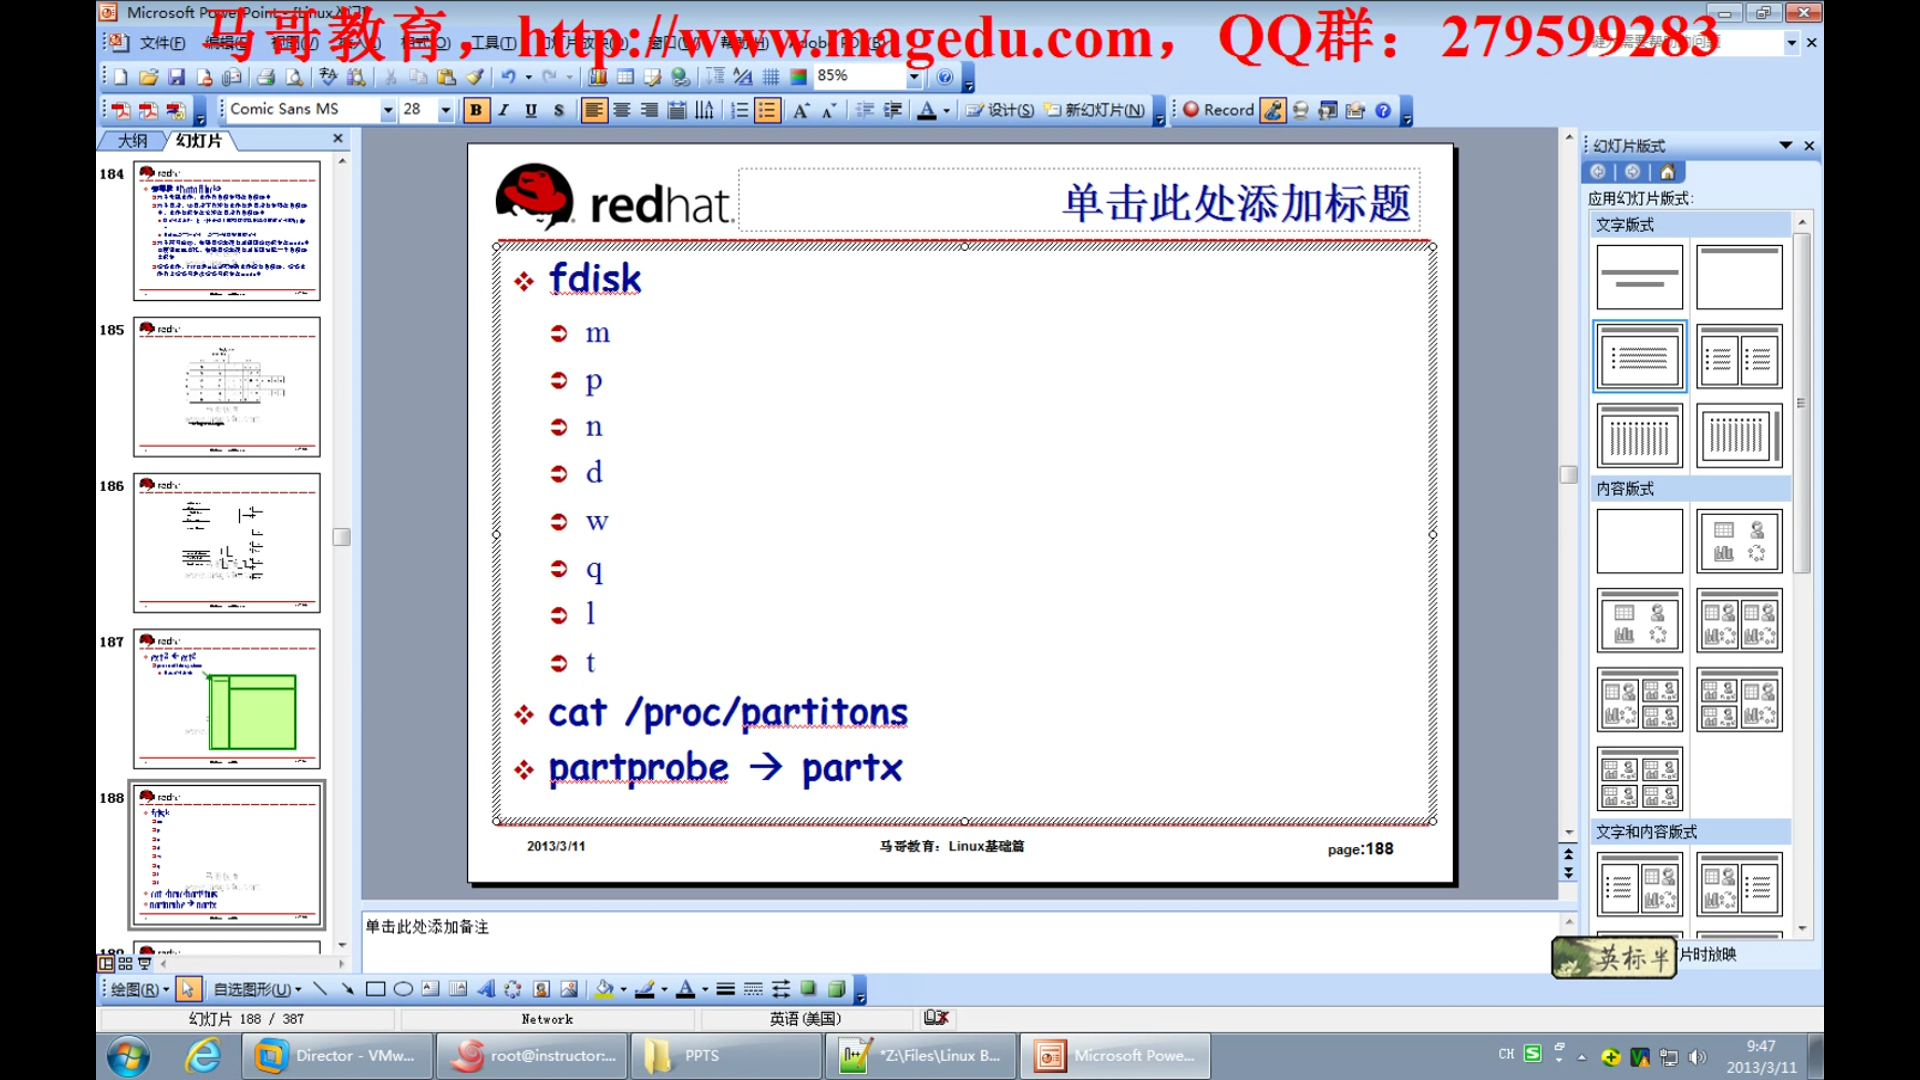 Microsoft PowerPoint - [Linux入门]
马哥教育，http://www.magedu.com，QQ群：279599283
文件(F) 编辑(E) 视图(V) 插入(I) 格式(O) 工具(T) 幻灯片放映(D) 窗口(W) 帮助(H) Adobe PDF(B)
85%
Comic Sans MS 28 B I U S 设计(S) 新幻灯片(N) Record
大纲 幻灯片
184
185
186
187
188
189
redhat.
单击此处添加标题
fdisk
m
p
n
d
w
q
l
t
cat /proc/partitons
partprobe → partx
2013/3/11
马哥教育：Linux基础篇
page:188
单击此处添加备注
幻灯片版式
应用幻灯片版式:
文字版式
内容版式
文字和内容版式
英标半
片时放映
绘图(R) 自选图形(U)
幻灯片 188 / 387
Network
英语(美国)
Director - VMw...
root@instructor:...
PPTS
*Z:\Files\Linux B...
Microsoft Powe...
CH
9:47
2013/3/11